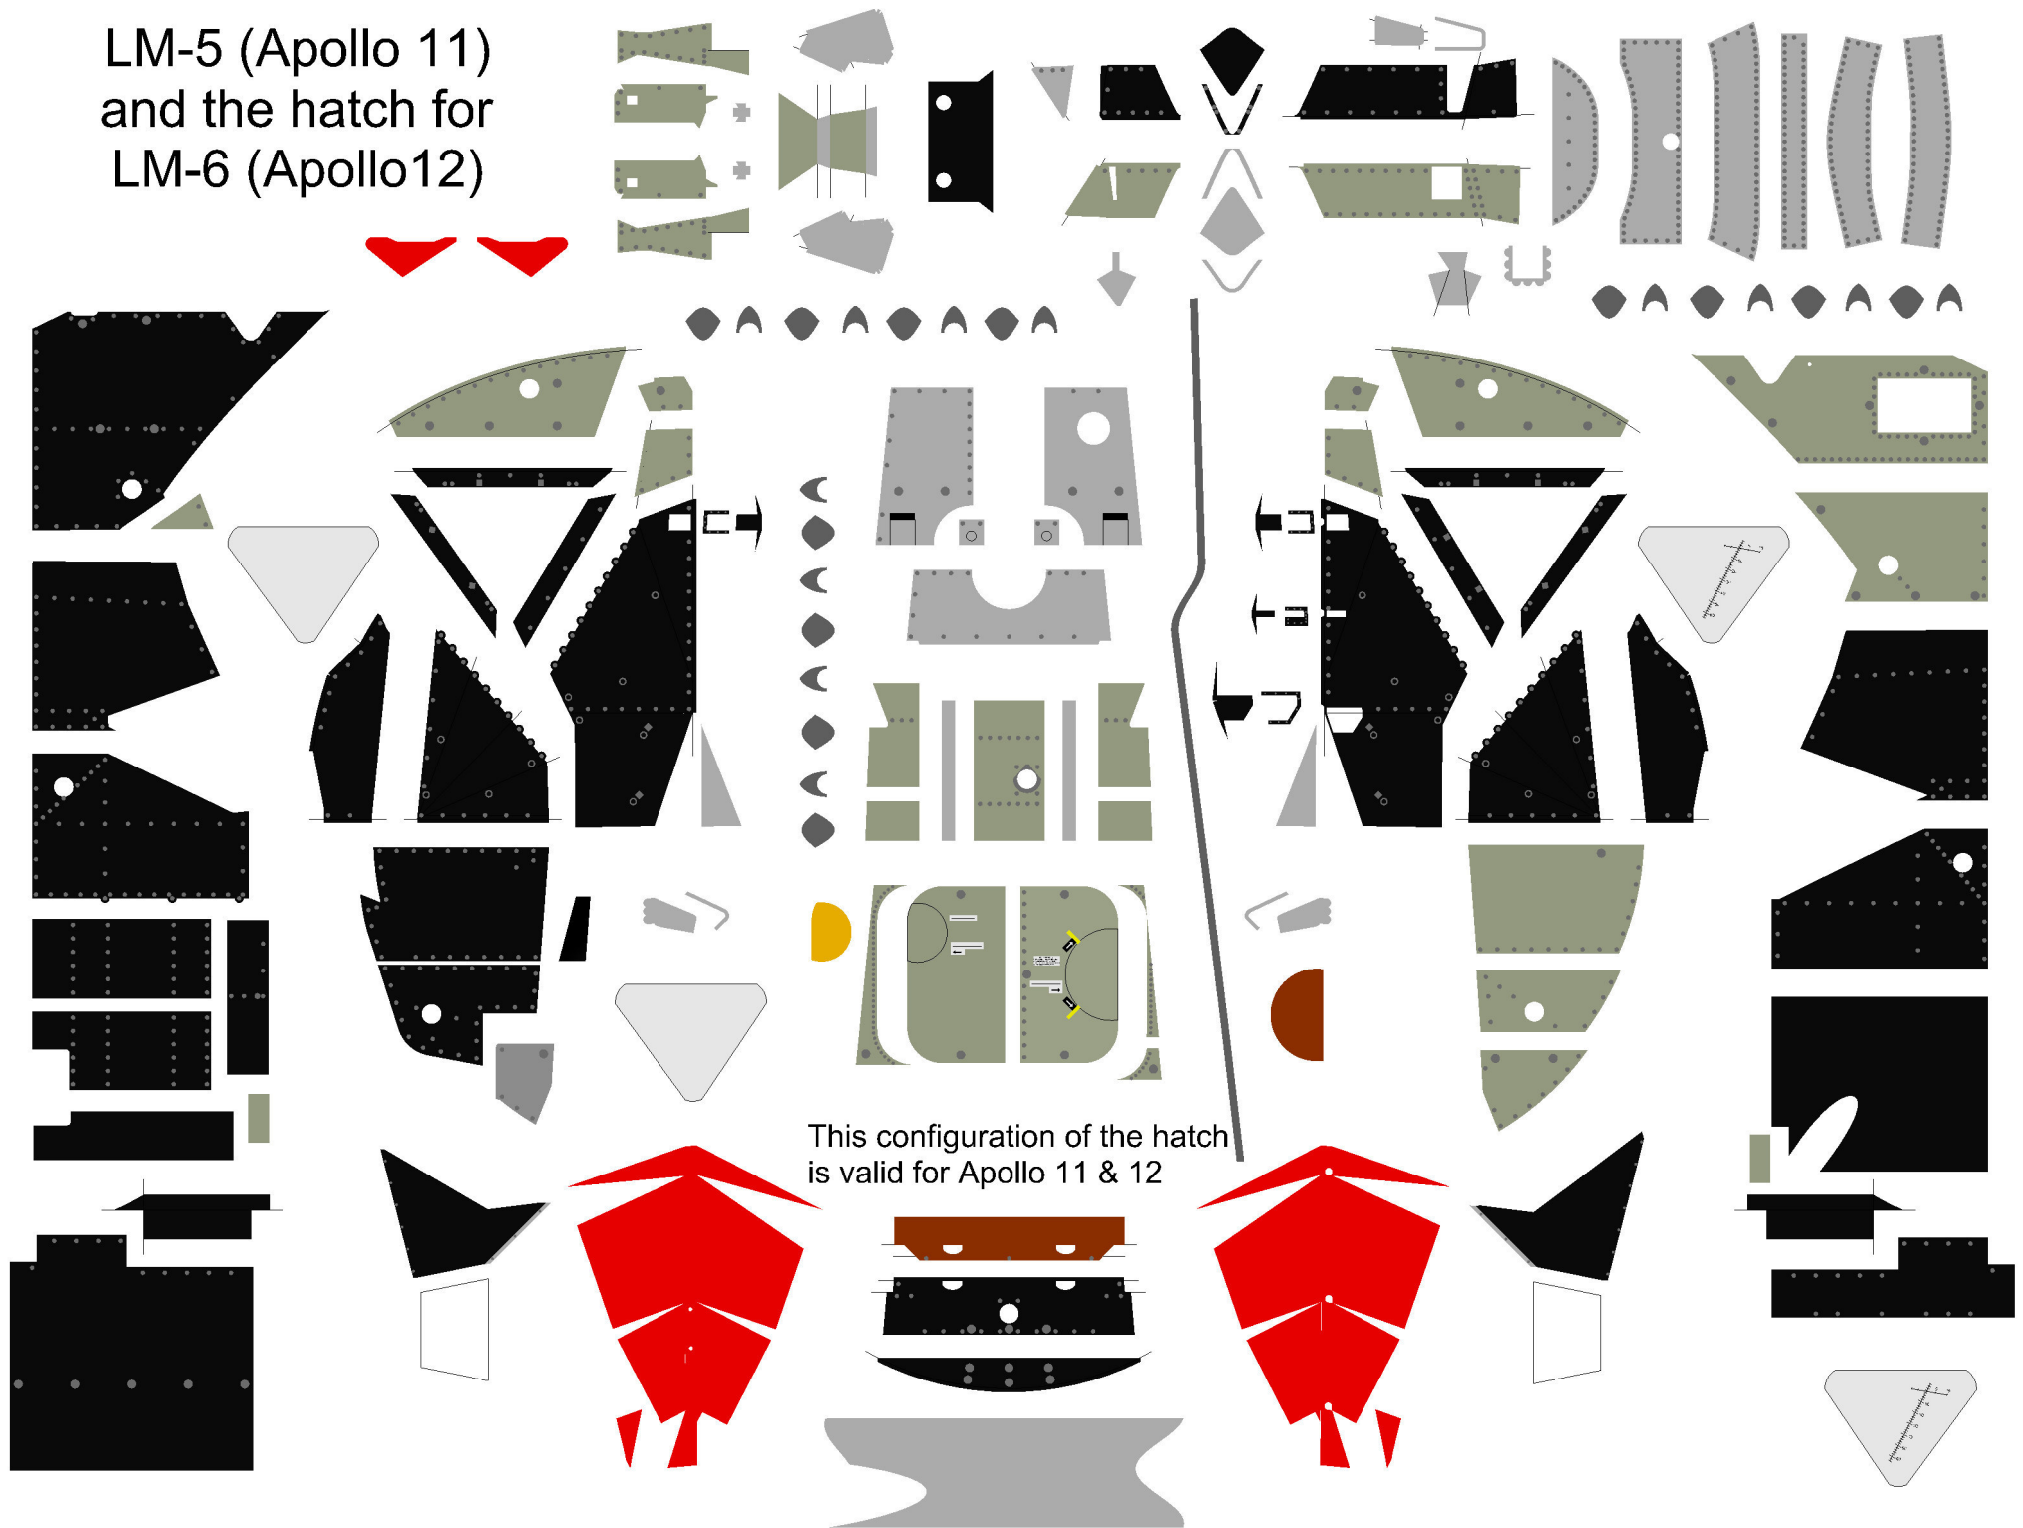 LM-5 (Apollo 11)
and the hatch for
LM-6 (Apollo12)
This configuration of the hatch
is valid for Apollo 11 & 12